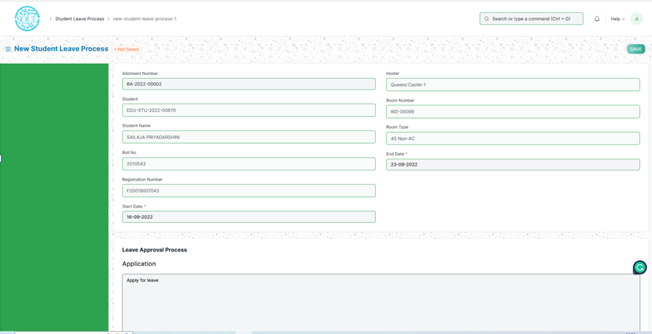 Student Leave Process > new-student-leave-process-1
Search or type a command (Ctrl + G)
Help
A
New Student Leave Process
Not Saved
SAVE
Allotment Number
RA-2022-00002
Student
EDU-STU-2022-00870
Student Name
SAILAJA PRIYADARSHINI
Roll No
2010543
Registration Number
F20019007043
Start Date *
16-09-2022
Hostel
Queens'Castle-1
Room Number
RID-00099
Room Type
4S Non-AC
End Date *
23-09-2022
Leave Approval Process
Application
Apply for leave